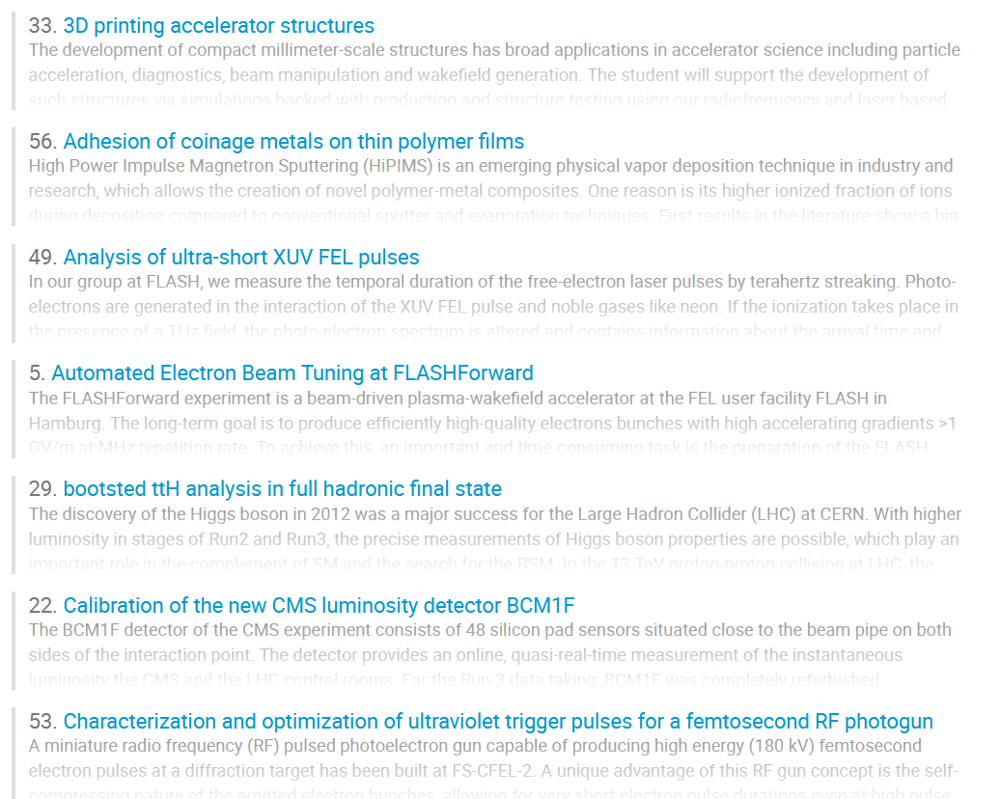 33. 3D printing accelerator structures
The development of compact millimeter-scale structures has broad applications in accelerator science including particle
acceleration, diagnostics, beam manipulation and wakefield generation. The student will support the development of
such structures via simulations backed with production and structure testing using our radiofrequency and laser based
56. Adhesion of coinage metals on thin polymer films
High Power Impulse Magnetron Sputtering (HiPIMS) is an emerging physical vapor deposition technique in industry and
research, which allows the creation of novel polymer-metal composites. One reason is its higher ionized fraction of ions
during deposition compared to conventional sputter and evaporation techniques. First results in the literature show a big
49. Analysis of ultra-short XUV FEL pulses
In our group at FLASH, we measure the temporal duration of the free-electron laser pulses by terahertz streaking. Photo-
electrons are generated in the interaction of the XUV FEL pulse and noble gases like neon. If the ionization takes place in
the presence of a THz field, the photo-electron spectrum is altered and contains information about the arrival time and
5. Automated Electron Beam Tuning at FLASHForward
The FLASHForward experiment is a beam-driven plasma-wakefield accelerator at the FEL user facility FLASH in
Hamburg. The long-term goal is to produce efficiently high-quality electrons bunches with high accelerating gradients >1
GV/m at MHz repetition rate. To achieve this, an important and time-consuming task is the preparation of the FLASH
29. bootsted ttH analysis in full hadronic final state
The discovery of the Higgs boson in 2012 was a major success for the Large Hadron Collider (LHC) at CERN. With higher
luminosity in stages of Run2 and Run3, the precise measurements of Higgs boson properties are possible, which play an
important role in the complement of SM and the search for the BSM. In the 13 TeV proton-proton collision at LHC, the
22. Calibration of the new CMS luminosity detector BCM1F
The BCM1F detector of the CMS experiment consists of 48 silicon pad sensors situated close to the beam pipe on both
sides of the interaction point. The detector provides an online, quasi-real-time measurement of the instantaneous
luminosity the CMS and the LHC control rooms. For the Run-3 data taking, BCM1F was completely refurbished
53. Characterization and optimization of ultraviolet trigger pulses for a femtosecond RF photogun
A miniature radio frequency (RF) pulsed photoelectron gun capable of producing high energy (180 kV) femtosecond
electron pulses at a diffraction target has been built at FS-CFEL-2. A unique advantage of this RF gun concept is the self-
compressing nature of the emitted electron bunches, allowing for very short electron pulse durations even at high pulse